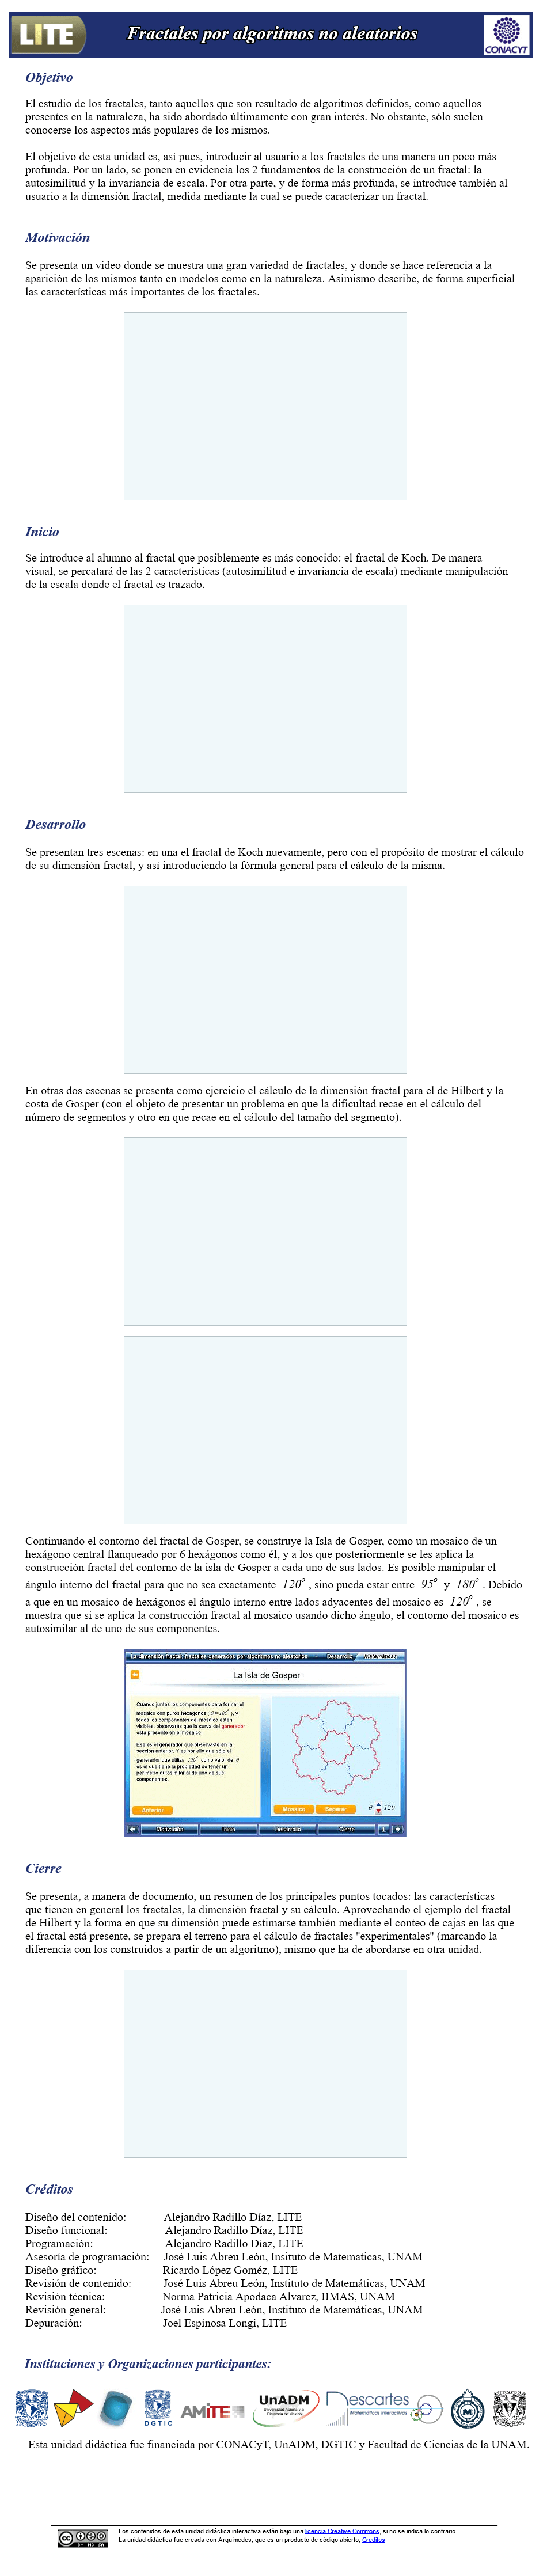 LITE
Fractales por algoritmos no aleatorios
CONACYT
Objetivo
El estudio de los fractales, tanto aquellos que son resultado de algoritmos definidos, como aquellos
presentes en la naturaleza, ha sido abordado últimamente con gran interés. No obstante, sólo suelen
conocerse los aspectos más populares de los mismos.
El objetivo de esta unidad es, así pues, introducir al usuario a los fractales de una manera un poco más
profunda. Por un lado, se ponen en evidencia los 2 fundamentos de la construcción de un fractal: la
autosimilitud y la invariancia de escala. Por otra parte, y de forma más profunda, se introduce también al
usuario a la dimensión fractal, medida mediante la cual se puede caracterizar un fractal.
Motivación
Se presenta un video donde se muestra una gran variedad de fractales, y donde se hace referencia a la
aparición de los mismos tanto en modelos como en la naturaleza. Asimismo describe, de forma superficial
las características más importantes de los fractales.
Inicio
Se introduce al alumno al fractal que posiblemente es más conocido: el fractal de Koch. De manera
visual, se percatará de las 2 características (autosimilitud e invariancia de escala) mediante manipulación
de la escala donde el fractal es trazado.
Desarrollo
Se presentan tres escenas: en una el fractal de Koch nuevamente, pero con el propósito de mostrar el cálculo
de su dimensión fractal, y así introduciendo la fórmula general para el cálculo de la misma.
En otras dos escenas se presenta como ejercicio el cálculo de la dimensión fractal para el de Hilbert y la
costa de Gosper (con el objeto de presentar un problema en que la dificultad recae en el cálculo del
número de segmentos y otro en que recae en el cálculo del tamaño del segmento).
Continuando el contorno del fractal de Gosper, se construye la Isla de Gosper, como un mosaico de un
hexágono central flanqueado por 6 hexágonos como él, y a los que posteriormente se les aplica la
construcción fractal del contorno de la isla de Gosper a cada uno de sus lados. Es posible manipular el
ángulo interno del fractal para que no sea exactamente 120°, sino pueda estar entre 95° y 180°. Debido
a que en un mosaico de hexágonos el ángulo interno entre lados adyacentes del mosaico es 120°, se
muestra que si se aplica la construcción fractal al mosaico usando dicho ángulo, el contorno del mosaico es
autosimilar al de uno de sus componentes.
La dimensión fractal: fractales generados por algoritmos no aleatorios Desarrollo Matemáticas
La Isla de Gosper
Cuando juntes los componentes para formar el
mosaico con puros hexágonos (θ=180°), y
todos los componentes del mosaico estén
visibles, observarás que la curva del generador
está presente en el mosaico.
Ese es el generador que observaste en la
sección anterior. Y es por ello que sólo el
generador que utiliza 120° como valor de θ
es el que tiene la propiedad de tener un
perímetro autosimilar al de uno de sus
componentes.
Anterior
Mosaico Separar θ 120
Motivación Inicio Desarrollo Cierre 1
Cierre
Se presenta, a manera de documento, un resumen de los principales puntos tocados: las características
que tienen en general los fractales, la dimensión fractal y su cálculo. Aprovechando el ejemplo del fractal
de Hilbert y la forma en que su dimensión puede estimarse también mediante el conteo de cajas en las que
el fractal está presente, se prepara el terreno para el cálculo de fractales "experimentales" (marcando la
diferencia con los construidos a partir de un algoritmo), mismo que ha de abordarse en otra unidad.
Créditos
Diseño del contenido: Alejandro Radillo Díaz, LITE
Diseño funcional: Alejandro Radillo Díaz, LITE
Programación: Alejandro Radillo Díaz, LITE
Asesoría de programación: José Luis Abreu León, Insituto de Matematicas, UNAM
Diseño gráfico: Ricardo López Goméz, LITE
Revisión de contenido: José Luis Abreu León, Instituto de Matemáticas, UNAM
Revisión técnica: Norma Patricia Apodaca Alvarez, IIMAS, UNAM
Revisión general: José Luis Abreu León, Insituto de Matemáticas, UNAM
Depuración: Joel Espinosa Longi, LITE
Instituciones y Organizaciones participantes:
DGTIC
AMiTE
UnADM
Universidad Abierta y a
Distancia de México
Descartes
Matemáticas Interactivas
Esta unidad didáctica fue financiada por CONACyT, UnADM, DGTIC y Facultad de Ciencias de la UNAM.
cc BY NC SA
Los contenidos de esta unidad didáctica interactiva están bajo una licencia Creative Commons, si no se indica lo contrario.
La unidad didáctica fue creada con Arquímedes, que es un producto de código abierto, Creditos